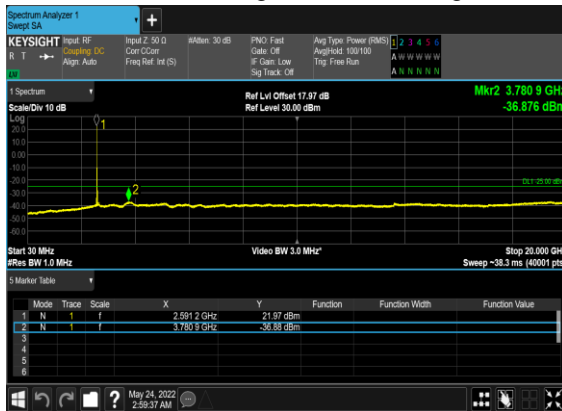 Spectrum Analyzer 1
Swept SA
KEYSIGHT
R T
Input: RF
Coupling: DC
Align: Auto
Input Z: 50 Ω
Corr CCorr
Freq Ref: Int (S)
#Atten: 30 dB
PNO: Fast
Gate: Off
IF Gain: Low
Sig Track: Off
Avg Type: Power (RMS)
Avg|Hold: 100/100
Trig: Free Run
1 2 3 4 5 6
A W W W W W
A N N N N N
1 Spectrum
Scale/Div 10 dB
Ref Lvl Offset 17.97 dB
Ref Level 30.00 dBm
Mkr2 3.780 9 GHz
-36.876 dBm
Log
20.0
10.0
0.00
-10.0
-20.0
-30.0
-40.0
-50.0
-60.0
1
2
DL1 -25.00 dBm
Start 30 MHz
#Res BW 1.0 MHz
Video BW 3.0 MHz*
Stop 20.000 GHz
Sweep ~38.3 ms (40001 pts)
5 Marker Table
Mode Trace Scale X Y Function Function Width Function Value
1 N 1 f 2.591 2 GHz 21.97 dBm
2 N 1 f 3.780 9 GHz -36.88 dBm
3
4
5
6
?
May 24, 2022
2:59:37 AM